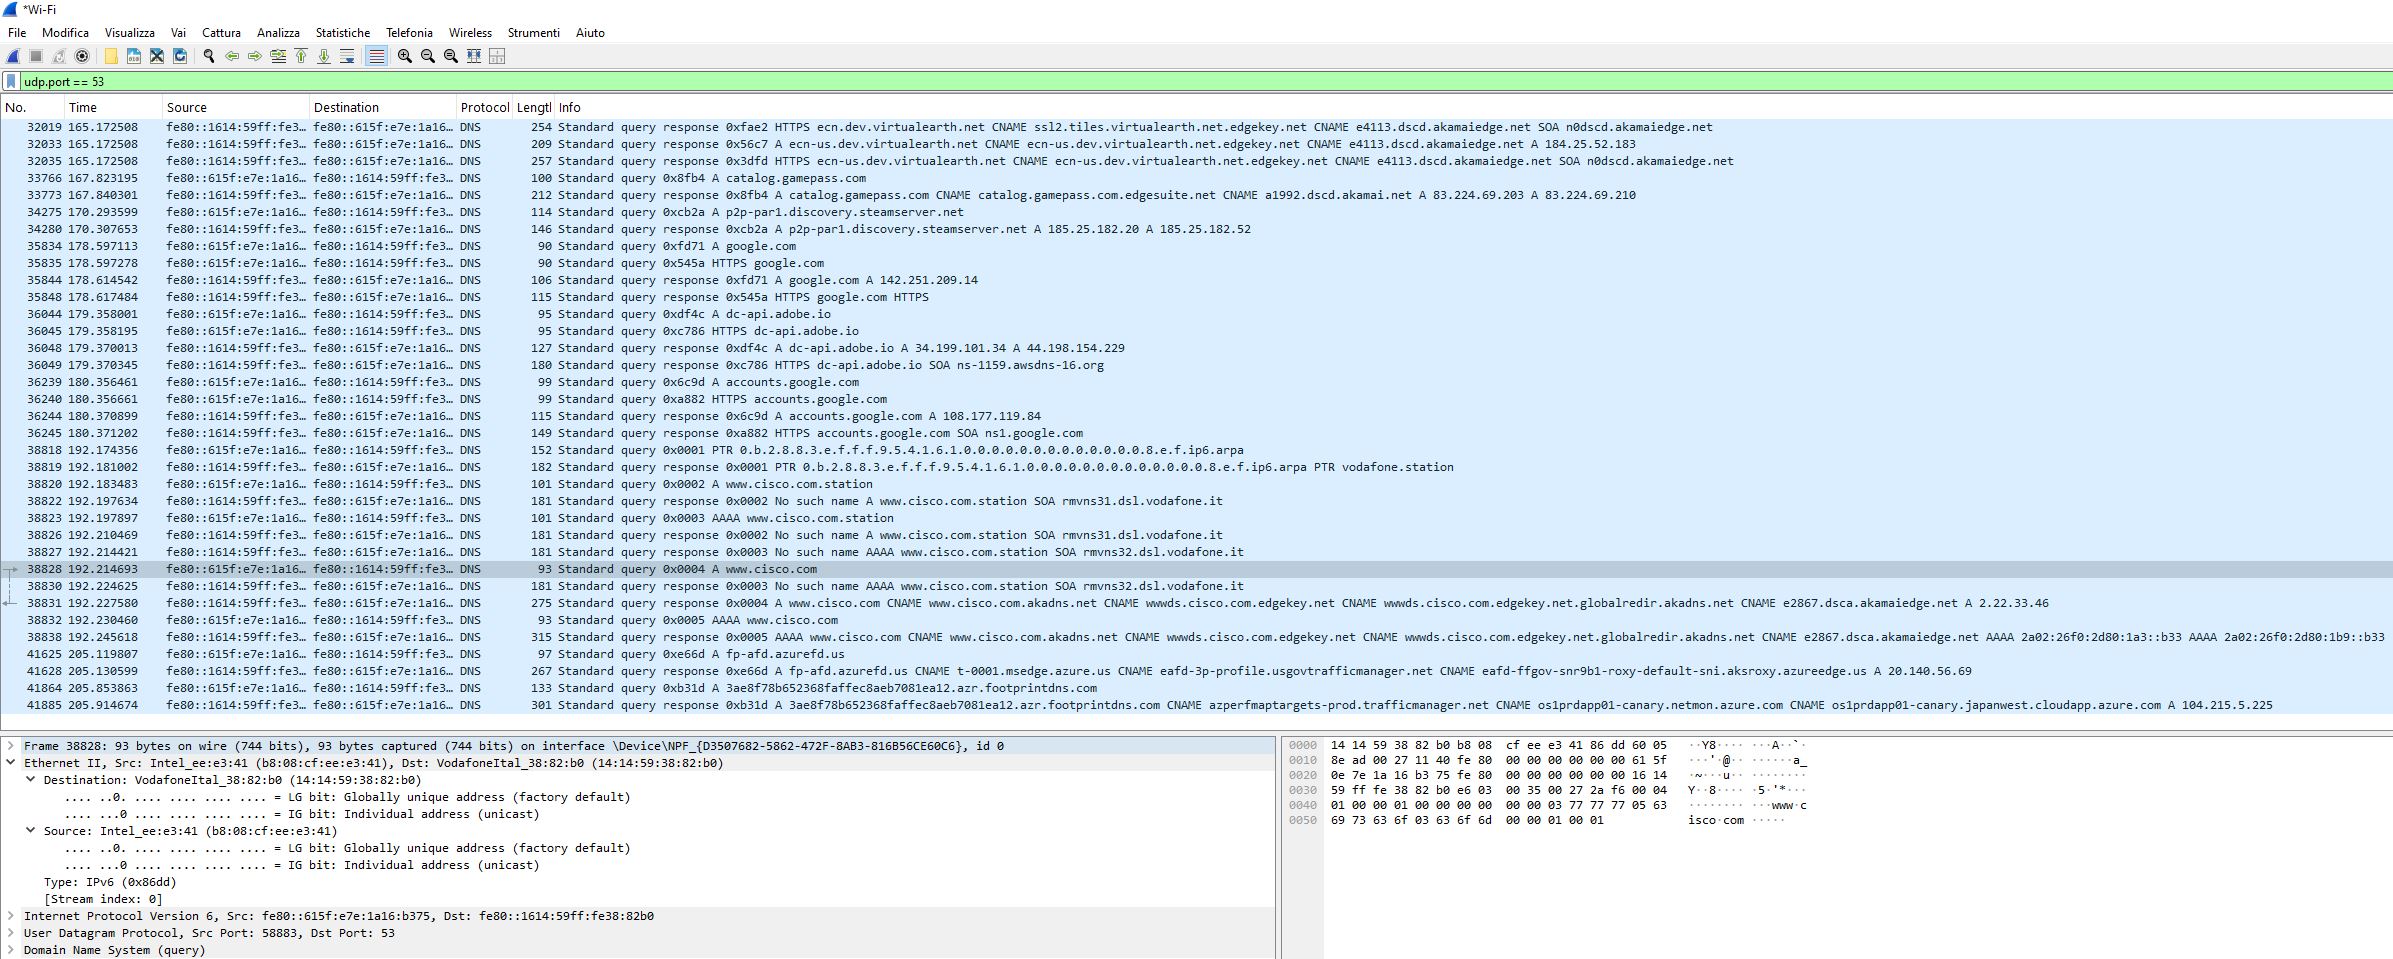 *Wi-Fi
File Modifica Visualizza Vai Cattura Analizza Statistiche Telefonia Wireless Strumenti Aiuto
udp.port == 53
No. Time Source Destination Protocol Lengtl Info
32019 165.172508 fe80::1614:59ff:fe3… fe80::615f:e7e:1a16… DNS 254 Standard query response 0xfae2 HTTPS ecn.dev.virtualearth.net CNAME ssl2.tiles.virtualearth.net.edgekey.net CNAME e4113.dscd.akamaiedge.net SOA n0dscd.akamaiedge.net
32033 165.172508 fe80::1614:59ff:fe3… fe80::615f:e7e:1a16… DNS 209 Standard query response 0x56c7 A ecn-us.dev.virtualearth.net CNAME ecn-us.dev.virtualearth.net.edgekey.net CNAME e4113.dscd.akamaiedge.net A 184.25.52.183
32035 165.172508 fe80::1614:59ff:fe3… fe80::615f:e7e:1a16… DNS 257 Standard query response 0x3dfd HTTPS ecn-us.dev.virtualearth.net CNAME ecn-us.dev.virtualearth.net.edgekey.net CNAME e4113.dscd.akamaiedge.net SOA n0dscd.akamaiedge.net
33766 167.823195 fe80::615f:e7e:1a16… fe80::1614:59ff:fe3… DNS 100 Standard query 0x8fb4 A catalog.gamepass.com
33773 167.840301 fe80::1614:59ff:fe3… fe80::615f:e7e:1a16… DNS 212 Standard query response 0x8fb4 A catalog.gamepass.com CNAME catalog.gamepass.com.edgesuite.net CNAME a1992.dscd.akamai.net A 83.224.69.203 A 83.224.69.210
34275 170.293599 fe80::615f:e7e:1a16… fe80::1614:59ff:fe3… DNS 114 Standard query 0xcb2a A p2p-par1.discovery.steamserver.net
34280 170.307653 fe80::1614:59ff:fe3… fe80::615f:e7e:1a16… DNS 146 Standard query response 0xcb2a A p2p-par1.discovery.steamserver.net A 185.25.182.20 A 185.25.182.52
35834 178.597113 fe80::615f:e7e:1a16… fe80::1614:59ff:fe3… DNS 90 Standard query 0xfd71 A google.com
35835 178.597278 fe80::615f:e7e:1a16… fe80::1614:59ff:fe3… DNS 90 Standard query 0x545a HTTPS google.com
35844 178.614542 fe80::1614:59ff:fe3… fe80::615f:e7e:1a16… DNS 106 Standard query response 0xfd71 A google.com A 142.251.209.14
35848 178.617484 fe80::1614:59ff:fe3… fe80::615f:e7e:1a16… DNS 115 Standard query response 0x545a HTTPS google.com HTTPS
36044 179.358001 fe80::615f:e7e:1a16… fe80::1614:59ff:fe3… DNS 95 Standard query 0xdf4c A dc-api.adobe.io
36045 179.358195 fe80::615f:e7e:1a16… fe80::1614:59ff:fe3… DNS 95 Standard query 0xc786 HTTPS dc-api.adobe.io
36048 179.370013 fe80::1614:59ff:fe3… fe80::615f:e7e:1a16… DNS 127 Standard query response 0xdf4c A dc-api.adobe.io A 34.199.101.34 A 44.198.154.229
36049 179.370345 fe80::1614:59ff:fe3… fe80::615f:e7e:1a16… DNS 180 Standard query response 0xc786 HTTPS dc-api.adobe.io SOA ns-1159.awsdns-16.org
36239 180.356461 fe80::615f:e7e:1a16… fe80::1614:59ff:fe3… DNS 99 Standard query 0x6c9d A accounts.google.com
36240 180.356661 fe80::615f:e7e:1a16… fe80::1614:59ff:fe3… DNS 99 Standard query 0xa882 HTTPS accounts.google.com
36244 180.370899 fe80::1614:59ff:fe3… fe80::615f:e7e:1a16… DNS 115 Standard query response 0x6c9d A accounts.google.com A 108.177.119.84
36245 180.371202 fe80::1614:59ff:fe3… fe80::615f:e7e:1a16… DNS 149 Standard query response 0xa882 HTTPS accounts.google.com SOA ns1.google.com
38818 192.174356 fe80::615f:e7e:1a16… fe80::1614:59ff:fe3… DNS 152 Standard query 0x0001 PTR 0.b.2.8.8.3.e.f.f.f.9.5.4.1.6.1.0.0.0.0.0.0.0.0.0.0.0.0.0.8.e.f.ip6.arpa
38819 192.181002 fe80::1614:59ff:fe3… fe80::615f:e7e:1a16… DNS 182 Standard query response 0x0001 PTR 0.b.2.8.8.3.e.f.f.f.9.5.4.1.6.1.0.0.0.0.0.0.0.0.0.0.0.0.0.8.e.f.ip6.arpa PTR vodafone.station
38820 192.183483 fe80::615f:e7e:1a16… fe80::1614:59ff:fe3… DNS 101 Standard query 0x0002 A www.cisco.com.station
38822 192.197634 fe80::1614:59ff:fe3… fe80::615f:e7e:1a16… DNS 181 Standard query response 0x0002 No such name A www.cisco.com.station SOA rmvns31.dsl.vodafone.it
38823 192.197897 fe80::615f:e7e:1a16… fe80::1614:59ff:fe3… DNS 101 Standard query 0x0003 AAAA www.cisco.com.station
38826 192.210469 fe80::1614:59ff:fe3… fe80::615f:e7e:1a16… DNS 181 Standard query response 0x0002 No such name A www.cisco.com.station SOA rmvns31.dsl.vodafone.it
38827 192.214421 fe80::1614:59ff:fe3… fe80::615f:e7e:1a16… DNS 181 Standard query response 0x0003 No such name AAAA www.cisco.com.station SOA rmvns32.dsl.vodafone.it
38828 192.214693 fe80::615f:e7e:1a16… fe80::1614:59ff:fe3… DNS 93 Standard query 0x0004 A www.cisco.com
38830 192.224625 fe80::1614:59ff:fe3… fe80::615f:e7e:1a16… DNS 181 Standard query response 0x0003 No such name AAAA www.cisco.com.station SOA rmvns32.dsl.vodafone.it
38831 192.227580 fe80::1614:59ff:fe3… fe80::615f:e7e:1a16… DNS 275 Standard query response 0x0004 A www.cisco.com CNAME www.cisco.com.akadns.net CNAME wwwds.cisco.com.edgekey.net CNAME wwwds.cisco.com.edgekey.net.globalredir.akadns.net CNAME e2867.dsca.akamaiedge.net A 2.22.33.46
38832 192.230460 fe80::615f:e7e:1a16… fe80::1614:59ff:fe3… DNS 93 Standard query 0x0005 AAAA www.cisco.com
38838 192.245618 fe80::1614:59ff:fe3… fe80::615f:e7e:1a16… DNS 315 Standard query response 0x0005 AAAA www.cisco.com CNAME www.cisco.com.akadns.net CNAME wwwds.cisco.com.edgekey.net CNAME wwwds.cisco.com.edgekey.net.globalredir.akadns.net CNAME e2867.dsca.akamaiedge.net AAAA 2a02:26f0:2d80:1a3::b33 AAAA 2a02:26f0:2d80:1b9::b33
41625 205.119807 fe80::615f:e7e:1a16… fe80::1614:59ff:fe3… DNS 97 Standard query 0xe66d A fp-afd.azurefd.us
41628 205.130599 fe80::1614:59ff:fe3… fe80::615f:e7e:1a16… DNS 267 Standard query response 0xe66d A fp-afd.azurefd.us CNAME t-0001.msedge.azure.us CNAME eafd-3p-profile.usgovtrafficmanager.net CNAME eafd-ffgov-snr9b1-roxy-default-sni.aksroxy.azureedge.us A 20.140.56.69
41864 205.853863 fe80::615f:e7e:1a16… fe80::1614:59ff:fe3… DNS 133 Standard query 0xb31d A 3ae8f78b652368faffec8aeb7081ea12.azr.footprintdns.com
41885 205.914674 fe80::1614:59ff:fe3… fe80::615f:e7e:1a16… DNS 301 Standard query response 0xb31d A 3ae8f78b652368faffec8aeb7081ea12.azr.footprintdns.com CNAME azperfmaptargets-prod.trafficmanager.net CNAME os1prdapp01-canary.netmon.azure.com CNAME os1prdapp01-canary.japanwest.cloudapp.azure.com A 104.215.5.225
Frame 38828: 93 bytes on wire (744 bits), 93 bytes captured (744 bits) on interface \Device\NPF_{D3507682-5862-472F-8AB3-816B56CE60C6}, id 0
Ethernet II, Src: Intel_ee:e3:41 (b8:08:cf:ee:e3:41), Dst: VodafoneItal_38:82:b0 (14:14:59:38:82:b0)
Destination: VodafoneItal_38:82:b0 (14:14:59:38:82:b0)
.... ..0. .... .... .... .... = LG bit: Globally unique address (factory default)
.... ...0 .... .... .... .... = IG bit: Individual address (unicast)
Source: Intel_ee:e3:41 (b8:08:cf:ee:e3:41)
.... ..0. .... .... .... .... = LG bit: Globally unique address (factory default)
.... ...0 .... .... .... .... = IG bit: Individual address (unicast)
Type: IPv6 (0x86dd)
[Stream index: 0]
Internet Protocol Version 6, Src: fe80::615f:e7e:1a16:b375, Dst: fe80::1614:59ff:fe38:82b0
User Datagram Protocol, Src Port: 58883, Dst Port: 53
Domain Name System (query)
0000 14 14 59 38 82 b0 b8 08 cf ee e3 41 86 dd 60 05 ··Y8···· ···A··`·
0010 8e ad 00 27 11 40 fe 80 00 00 00 00 00 00 61 5f ···'·@·· ······a_
0020 0e 7e 1a 16 b3 75 fe 80 00 00 00 00 00 00 16 14 ·~···u·· ········
0030 59 ff fe 38 82 b0 e6 03 00 35 00 27 2a f6 00 04 Y··8···· ·5·'*···
0040 01 00 00 01 00 00 00 00 00 00 03 77 77 77 05 63 ········ ···www·c
0050 69 73 63 6f 03 63 6f 6d 00 00 01 00 01 isco·com ·····